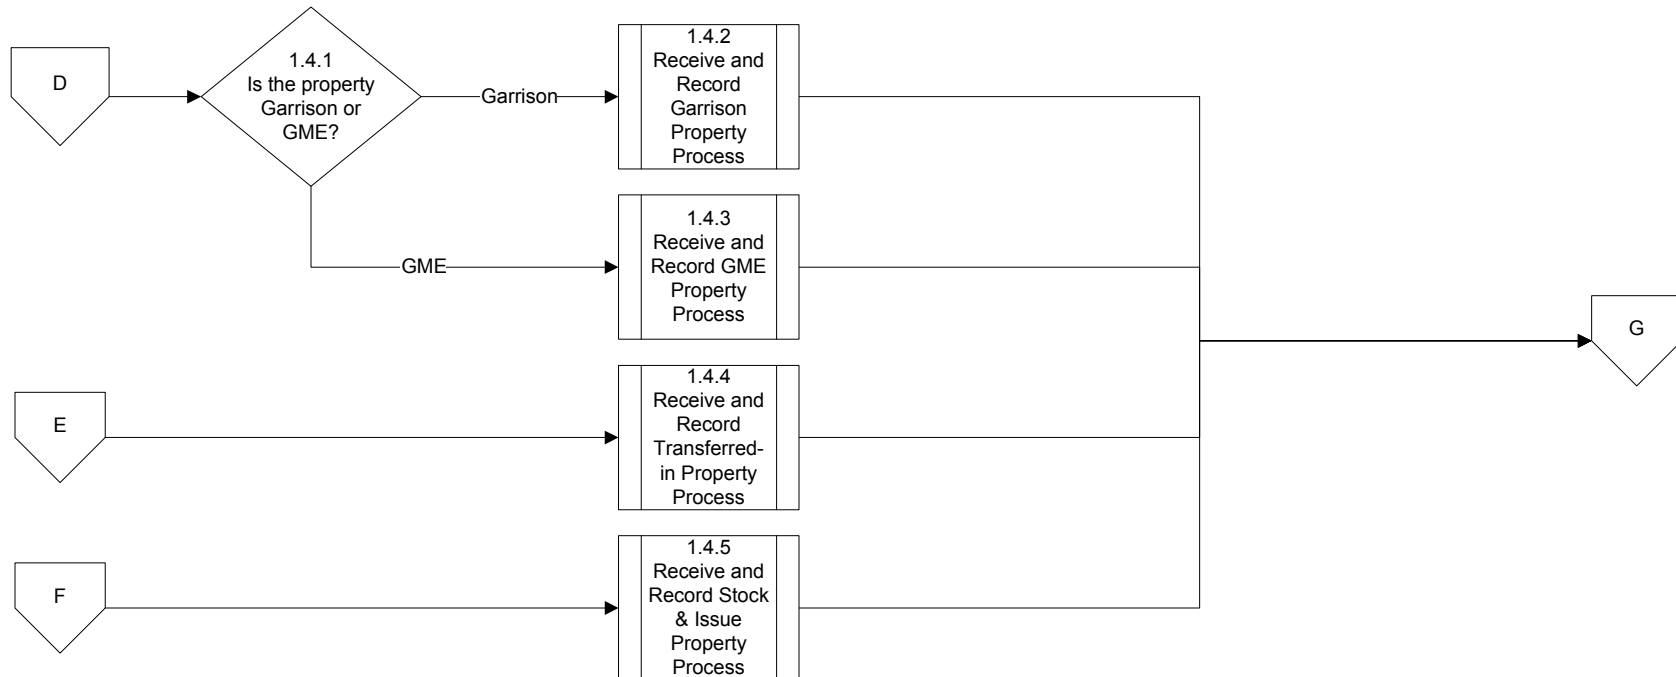 D
1.4.1
Is the property
Garrison or
GME?
Garrison
1.4.2
Receive and
Record
Garrison
Property
Process
GME
1.4.3
Receive and
Record GME
Property
Process
G
E
1.4.4
Receive and
Record
Transferred-
in Property
Process
F
1.4.5
Receive and
Record Stock
& Issue
Property
Process